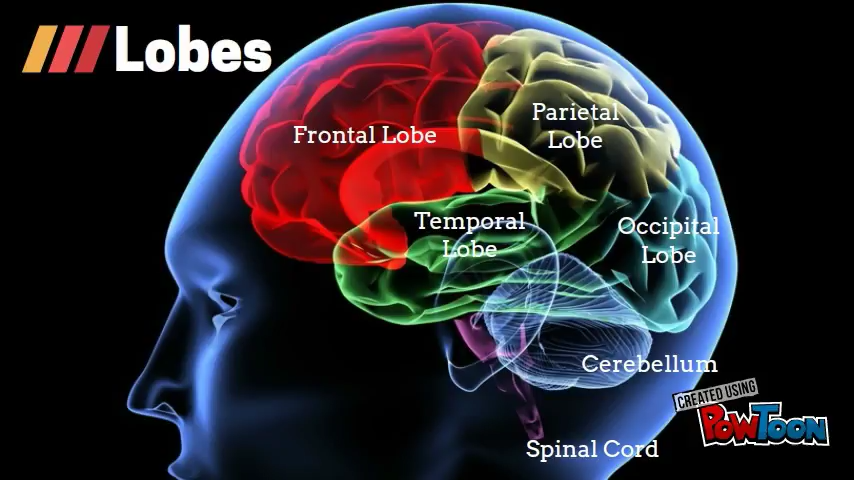 Lobes
Frontal Lobe
Parietal
Lobe
Temporal
Lobe
Occipital
Lobe
Cerebellum
Spinal Cord
CREATED USING
POWTOON